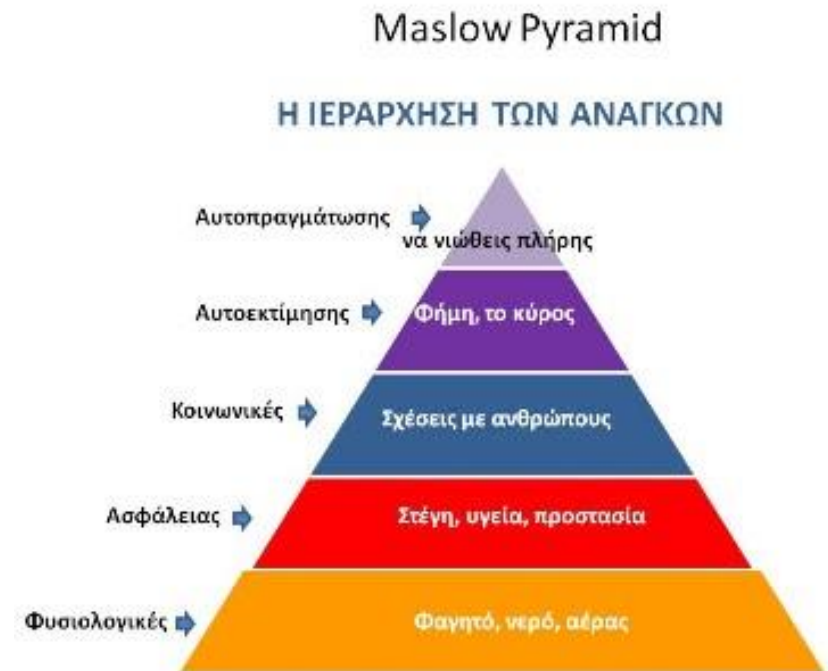 Maslow Pyramid
Η ΙΕΡΑΡΧΗΣΗ ΤΩΝ ΑΝΑΓΚΩΝ
Αυτοπραγμάτωσης
να νιώθεις πλήρης
Αυτοεκτίμησης
Φήμη, το κύρος
Κοινωνικές
Σχέσεις με ανθρώπους
Ασφάλειας
Στέγη, υγεία, προστασία
Φυσιολογικές
Φαγητό, νερό, αέρας